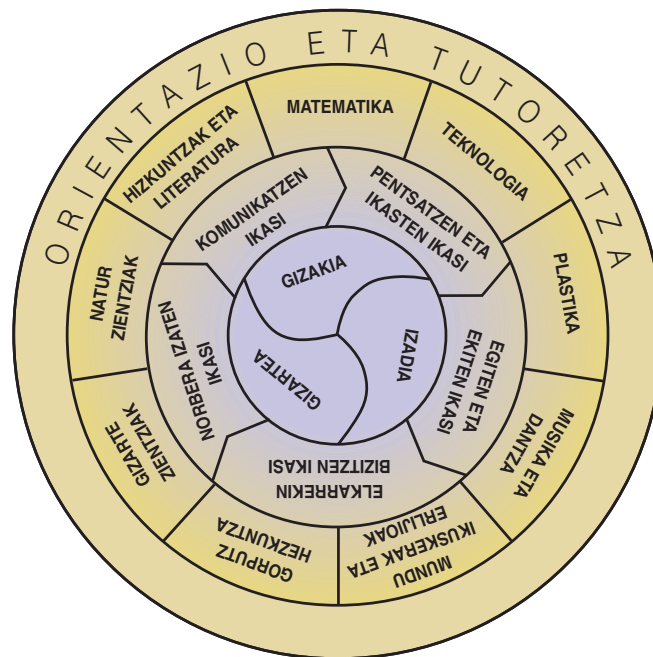 ORIENTAZIO ETA TUTORETZA
MATEMATIKA
TEKNOLOGIA
PLASTIKA
MUSIKA ETA
DANTZA
MUNDU
IKUSKERAK ETA
ERLIJIOAK
GORPUTZ
HEZKUNTZA
GIZARTE
ZIENTZIAK
NATUR
ZIENTZIAK
HIZKUNTZAK ETA
LITERATURA
KOMUNIKATZEN
IKASI
PENTSATZEN ETA
IKASTEN IKASI
EGITEN ETA
EKITEN IKASI
ELKARREKIN
BIZITZEN IKASI
NORBERA IZATEN
IKASI
GIZAKIA
IZADIA
GIZARTEA